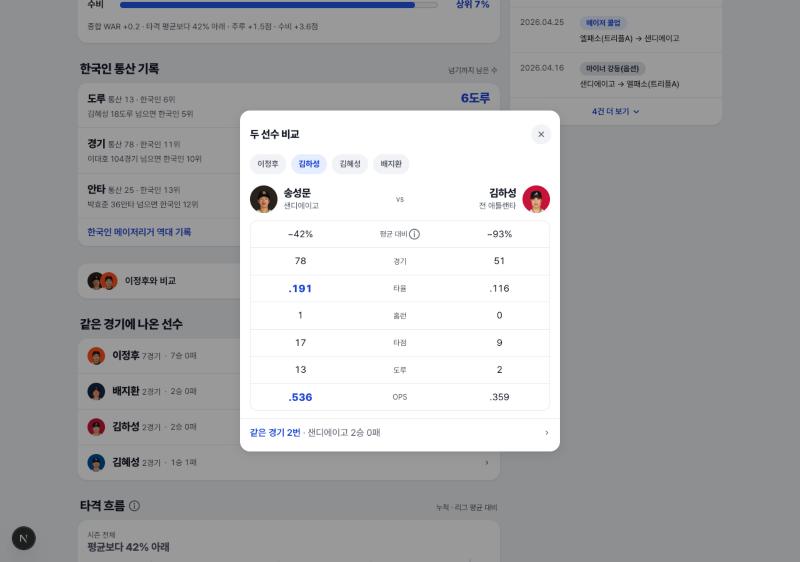 수비
상위 7%
종합 WAR +0.2 · 타격 평균보다 42% 아래 · 주루 +1.5점 · 수비 +3.6점
한국인 통산 기록
넘기까지 남은 수
도루 통산 13 · 한국인 6위
6도루
김혜성 18도루 넘으면 한국인 5위
경기 통산 78 · 한국인 11위
이대호 104경기 넘으면 한국인 10위
안타 통산 25 · 한국인 13위
박효준 36안타 넘으면 한국인 12위
한국인 메이저리거 역대 기록
이정후와 비교
같은 경기에 나온 선수
이정후 7경기 · 7승 0패
배지환 2경기 · 2승 0패
김하성 2경기 · 2승 0패
김혜성 2경기 · 1승 1패
타격 흐름
누적 · 리그 평균 대비
시즌 전체
평균보다 42% 아래
2026.04.25
메이저 콜업
엘패소(트리플A) → 샌디에이고
2026.04.16
마이너 강등(옵션)
샌디에이고 → 엘패소(트리플A)
4건 더 보기
두 선수 비교
이정후
김하성
김혜성
배지환
송성문
샌디에이고
vs
김하성
전 애틀랜타
−42% 평균 대비 −93%
78 경기 51
.191 타율 .116
1 홈런 0
17 타점 9
13 도루 2
.536 OPS .359
같은 경기 2번 · 샌디에이고 2승 0패
N